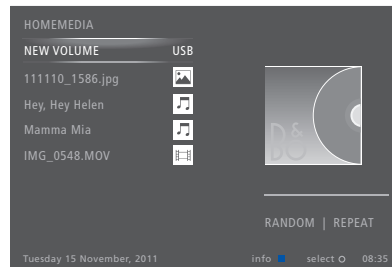 HOMEMEDIA
NEW VOLUME USB
111110_1586.jpg
Hey, Hey Helen
Mamma Mia
IMG_0548.MOV
B&O
RANDOM | REPEAT
Tuesday 15 November, 2011 info select 08:35